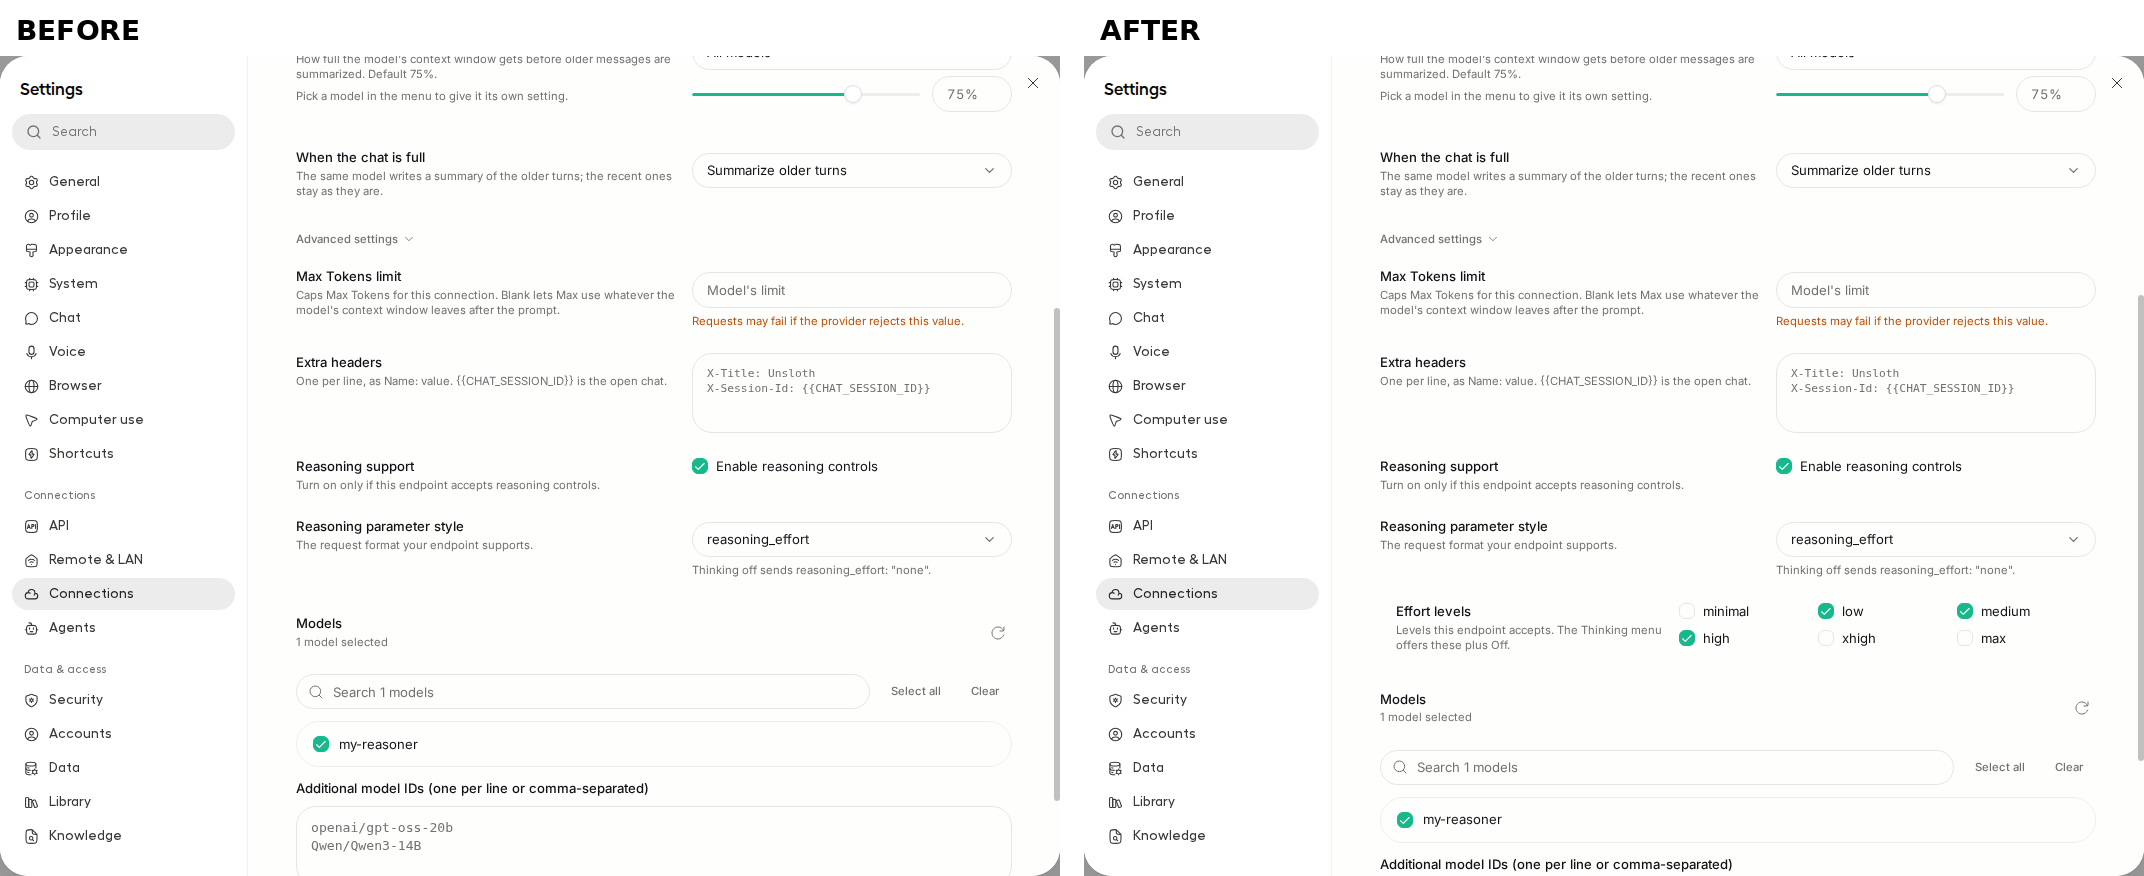 BEFORE
Settings
Search
General
Profile
Appearance
System
Chat
Voice
Browser
Computer use
Shortcuts
Connections
API
Remote & LAN
Connections
Agents
Data & access
Security
Accounts
Data
Library
Knowledge
How full the model's context window gets before older messages are
summarized. Default 75%.
Pick a model in the menu to give it its own setting.
75%
When the chat is full
The same model writes a summary of the older turns; the recent ones
stay as they are.
Summarize older turns
Advanced settings
Max Tokens limit
Caps Max Tokens for this connection. Blank lets Max use whatever the
model's context window leaves after the prompt.
Model's limit
Requests may fail if the provider rejects this value.
Extra headers
One per line, as Name: value. {{CHAT_SESSION_ID}} is the open chat.
X-Title: Unsloth
X-Session-Id: {{CHAT_SESSION_ID}}
Reasoning support
Turn on only if this endpoint accepts reasoning controls.
Enable reasoning controls
Reasoning parameter style
The request format your endpoint supports.
reasoning_effort
Thinking off sends reasoning_effort: "none".
Models
1 model selected
Search 1 models
Select all
Clear
my-reasoner
Additional model IDs (one per line or comma-separated)
openai/gpt-oss-20b
Qwen/Qwen3-14B
AFTER
Settings
Search
General
Profile
Appearance
System
Chat
Voice
Browser
Computer use
Shortcuts
Connections
API
Remote & LAN
Connections
Agents
Data & access
Security
Accounts
Data
Library
Knowledge
How full the model's context window gets before older messages are
summarized. Default 75%.
Pick a model in the menu to give it its own setting.
75%
When the chat is full
The same model writes a summary of the older turns; the recent ones
stay as they are.
Summarize older turns
Advanced settings
Max Tokens limit
Caps Max Tokens for this connection. Blank lets Max use whatever the
model's context window leaves after the prompt.
Model's limit
Requests may fail if the provider rejects this value.
Extra headers
One per line, as Name: value. {{CHAT_SESSION_ID}} is the open chat.
X-Title: Unsloth
X-Session-Id: {{CHAT_SESSION_ID}}
Reasoning support
Turn on only if this endpoint accepts reasoning controls.
Enable reasoning controls
Reasoning parameter style
The request format your endpoint supports.
reasoning_effort
Thinking off sends reasoning_effort: "none".
Effort levels
Levels this endpoint accepts. The Thinking menu
offers these plus Off.
minimal
low
medium
high
xhigh
max
Models
1 model selected
Search 1 models
Select all
Clear
my-reasoner
Additional model IDs (one per line or comma-separated)